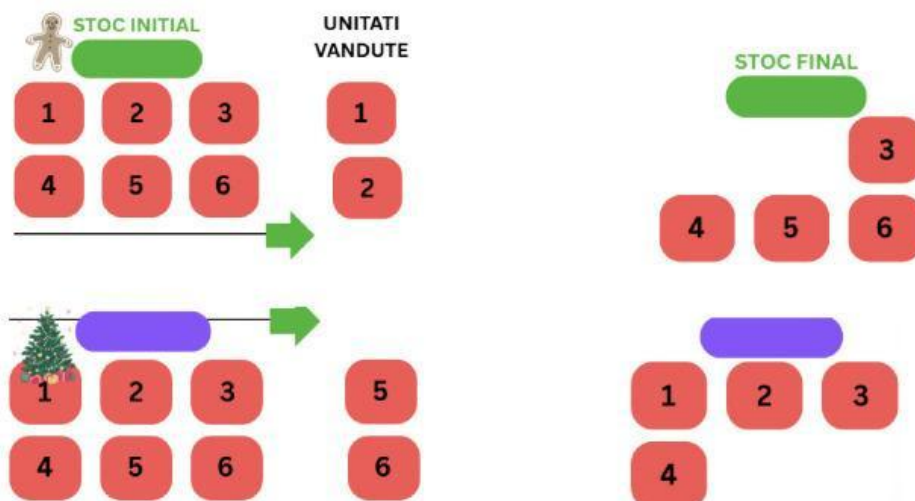 STOC INITIAL
UNITATI
VANDUTE
STOC FINAL
1 2 3 1
3
4 5 6 2
4 5 6
1 2 3 5
1 2 3
4 5 6 6
4